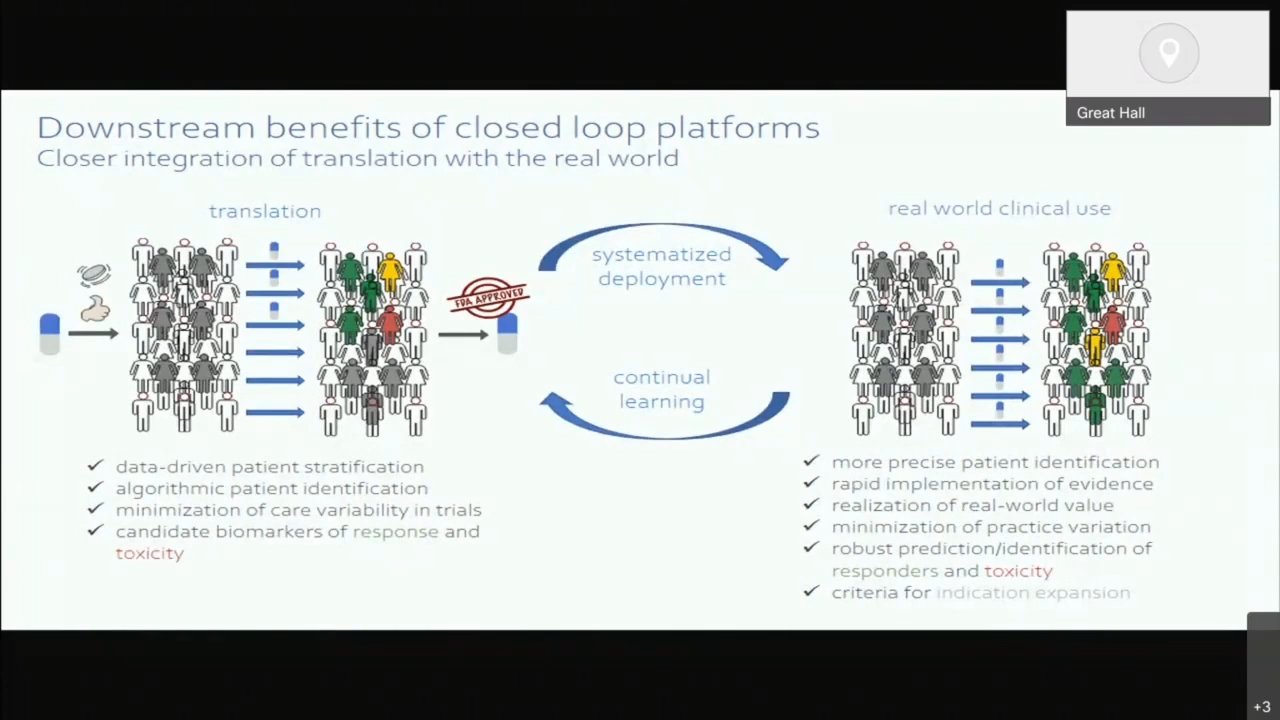 Great Hall
Downstream benefits of closed loop platforms
Closer integration of translation with the real world
translation
real world clinical use
systematized
deployment
FDA APPROVED
continual
learning
data-driven patient stratification
algorithmic patient identification
minimization of care variability in trials
candidate biomarkers of response and
toxicity
more precise patient identification
rapid implementation of evidence
realization of real-world value
minimization of practice variation
robust prediction/identification of
responders and toxicity
criteria for indication expansion
+3